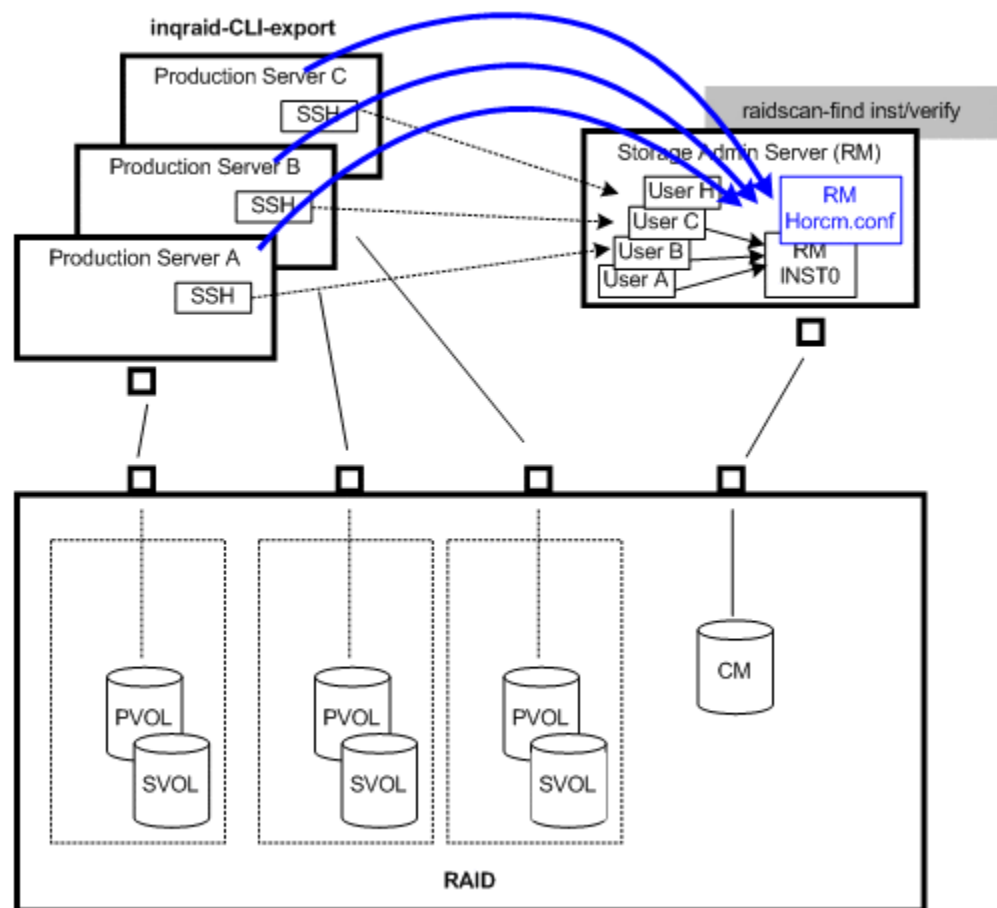 inqraid-CLI-export
Production Server C
SSH
raidscan-find inst/verify
Production Server B
SSH
Storage Admin Server (RM)
User H
User C
User B
User A
RM
Horcm.conf
RM
INST0
Production Server A
SSH
PVOL
SVOL
PVOL
SVOL
PVOL
SVOL
CM
RAID